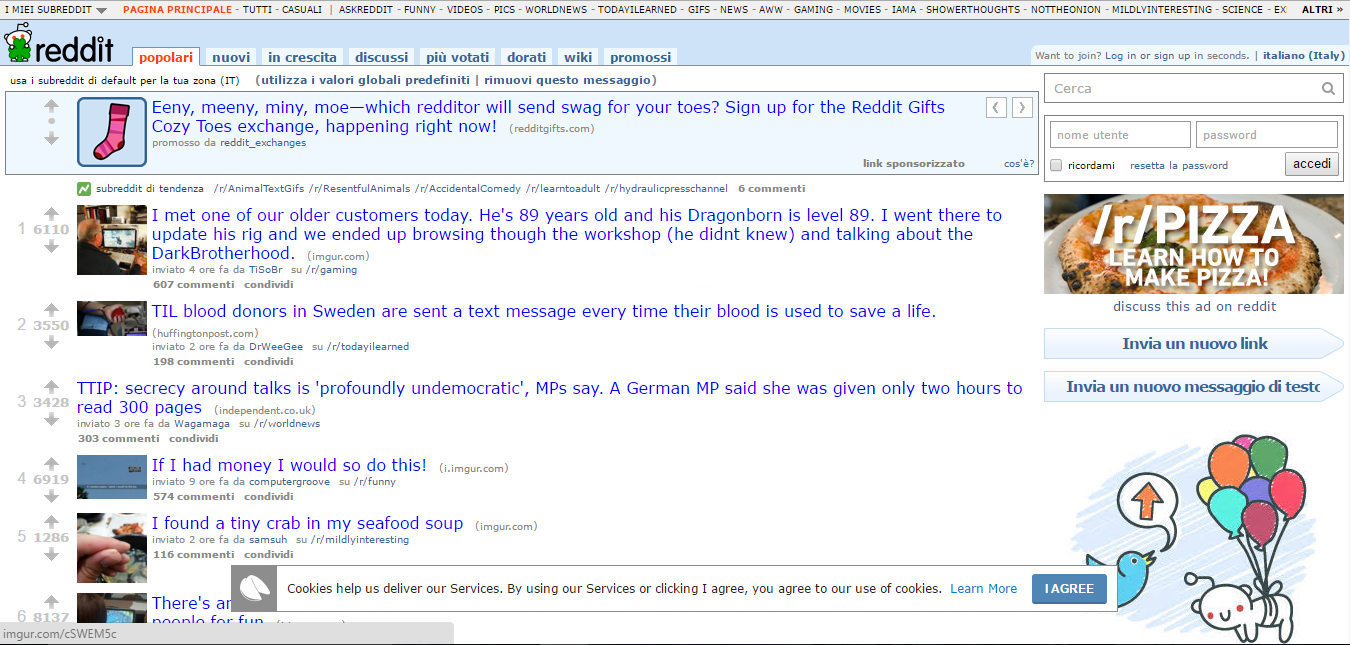 I MIEI SUBREDDIT PAGINA PRINCIPALE - TUTTI - CASUALI | ASKREDDIT - FUNNY - VIDEOS - PICS - WORLDNEWS - TODAYILEARNED - GIFS - NEWS - AWW - GAMING - MOVIES - IAMA - SHOWERTHOUGHTS - NOTTHEONION - MILDLYINTERESTING - SCIENCE - EX ALTRI »
reddit popolari nuovi in crescita discussi più votati dorati wiki promossi
Want to join? Log in or sign up in seconds. | italiano (Italy)
usa i subreddit di default per la tua zona (IT) (utilizza i valori globali predefiniti | rimuovi questo messaggio)
Eeny, meeny, miny, moe—which redditor will send swag for your toes? Sign up for the Reddit Gifts
Cozy Toes exchange, happening right now! (redditgifts.com)
promosso da reddit_exchanges
link sponsorizzato cos'è?
subreddit di tendenza /r/AnimalTextGifs /r/ResentfulAnimals /r/AccidentalComedy /r/learntoadult /r/hydraulicpresschannel 6 commenti
1 6110
I met one of our older customers today. He's 89 years old and his Dragonborn is level 89. I went there to
update his rig and we ended up browsing though the workshop (he didnt knew) and talking about the
DarkBrotherhood. (imgur.com)
inviato 4 ore fa da TiSoBr su /r/gaming
607 commenti condividi
2 3550
TIL blood donors in Sweden are sent a text message every time their blood is used to save a life.
(huffingtonpost.com)
inviato 2 ore fa da DrWeeGee su /r/todayilearned
198 commenti condividi
3 3428
TTIP: secrecy around talks is 'profoundly undemocratic', MPs say. A German MP said she was given only two hours to
read 300 pages (independent.co.uk)
inviato 3 ore fa da Wagamaga su /r/worldnews
303 commenti condividi
4 6919
If I had money I would so do this! (i.imgur.com)
inviato 9 ore fa da computergroove su /r/funny
574 commenti condividi
5 1286
I found a tiny crab in my seafood soup (imgur.com)
inviato 2 ore fa da samsuh su /r/mildlyinteresting
116 commenti condividi
6 8137
There's an
people for fun
imgur.com/cSWEM5c
Cookies help us deliver our Services. By using our Services or clicking I agree, you agree to our use of cookies. Learn More I AGREE
Cerca
nome utente password
ricordami resetta la password accedi
/r/PIZZA
LEARN HOW TO
MAKE PIZZA!
discuss this ad on reddit
Invia un nuovo link
Invia un nuovo messaggio di testo